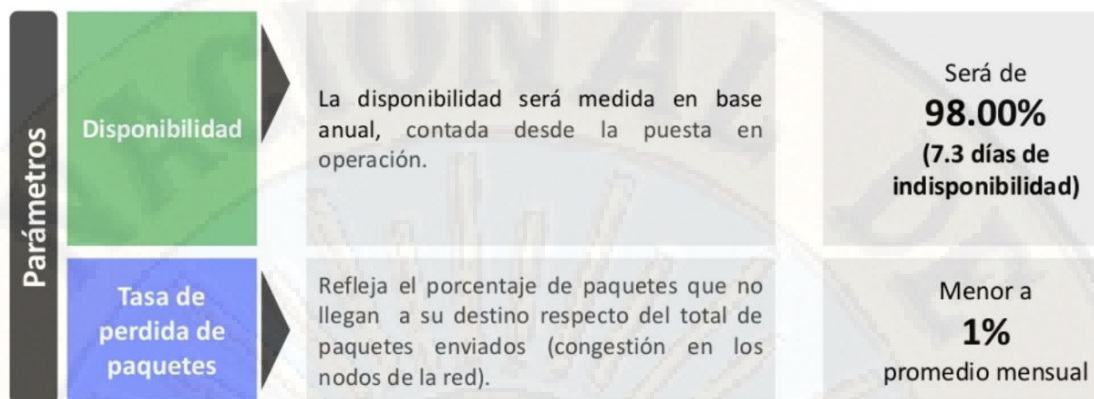 Parámetros
Disponibilidad
La disponibilidad será medida en base
anual, contada desde la puesta en
operación.
Será de
98.00%
(7.3 días de
indisponibilidad)
Tasa de
perdida de
paquetes
Refleja el porcentaje de paquetes que no
llegan a su destino respecto del total de
paquetes enviados (congestión en los
nodos de la red).
Menor a
1%
promedio mensual
NACIONAL DE